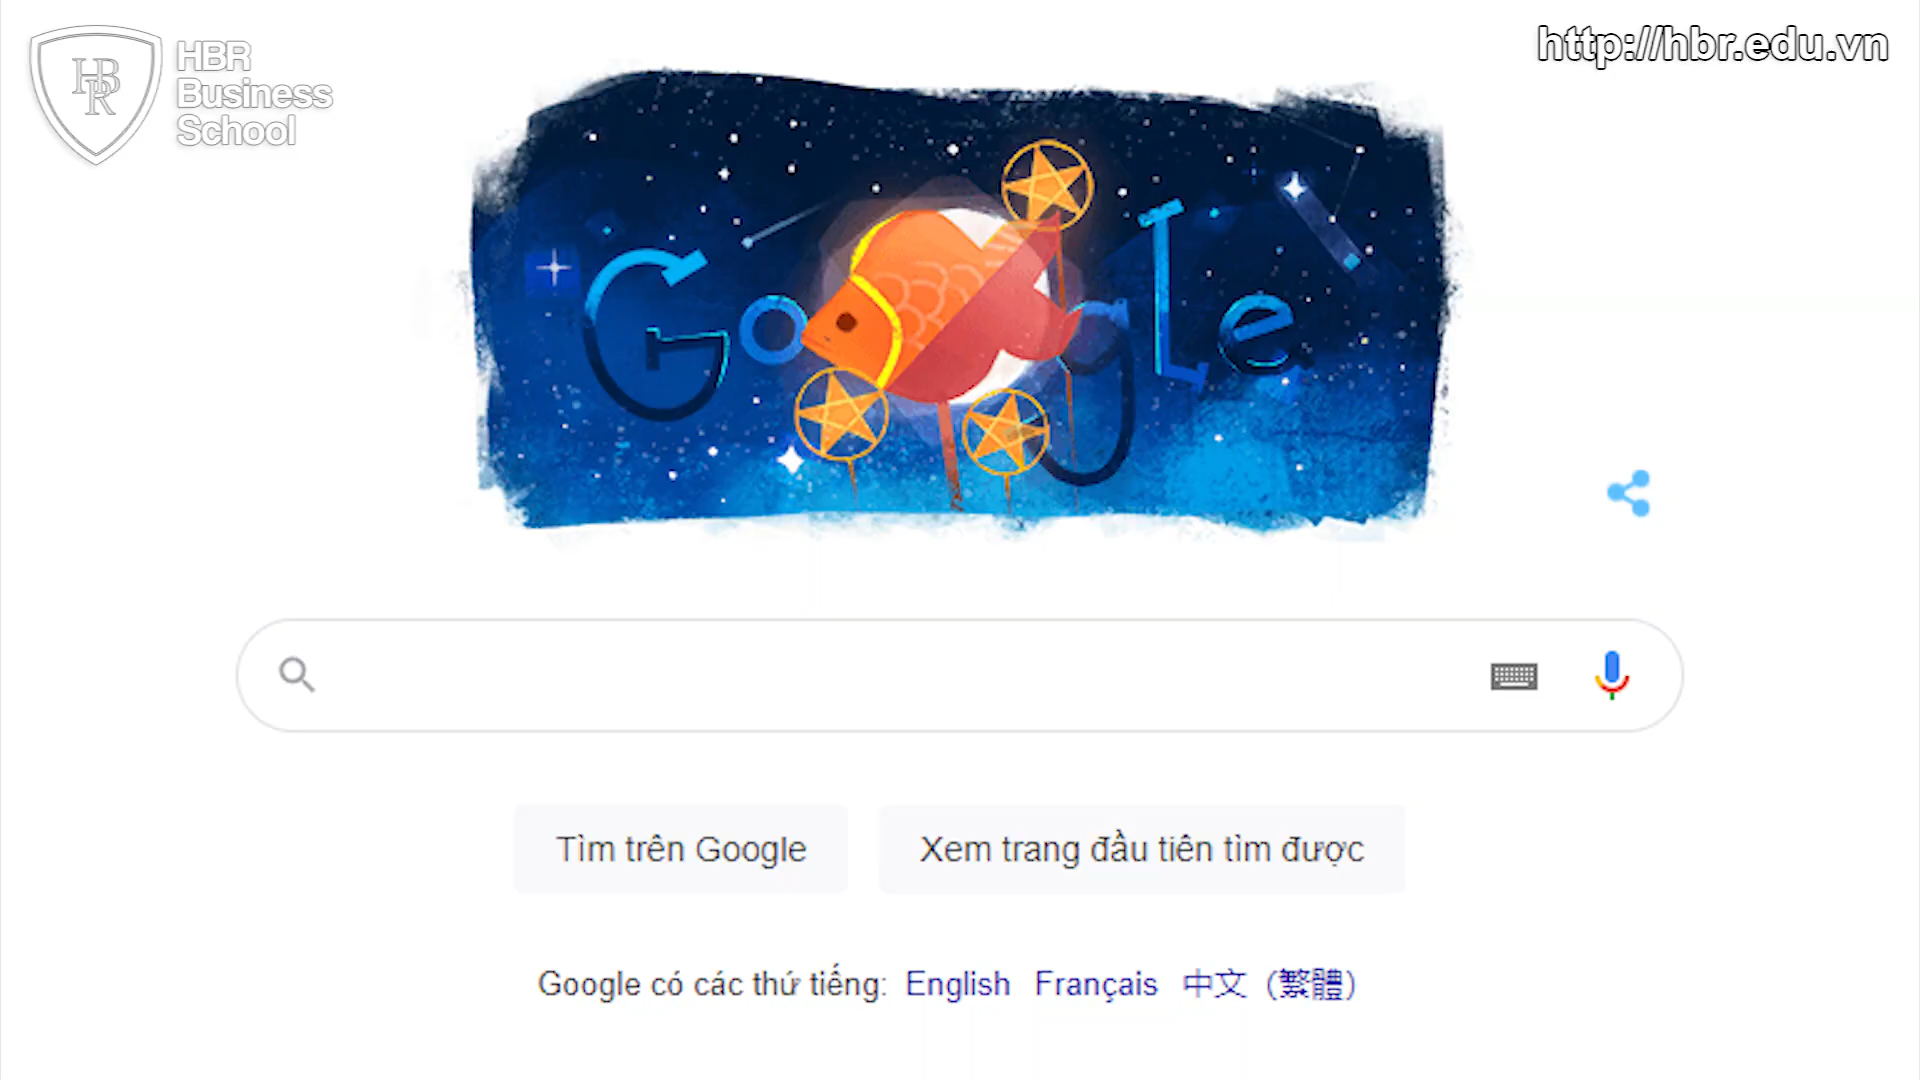 HBR
Business
School
http://hbr.edu.vn
Google
Tìm trên Google
Xem trang đầu tiên tìm được
Google có các thứ tiếng: English Français 中文（繁體）